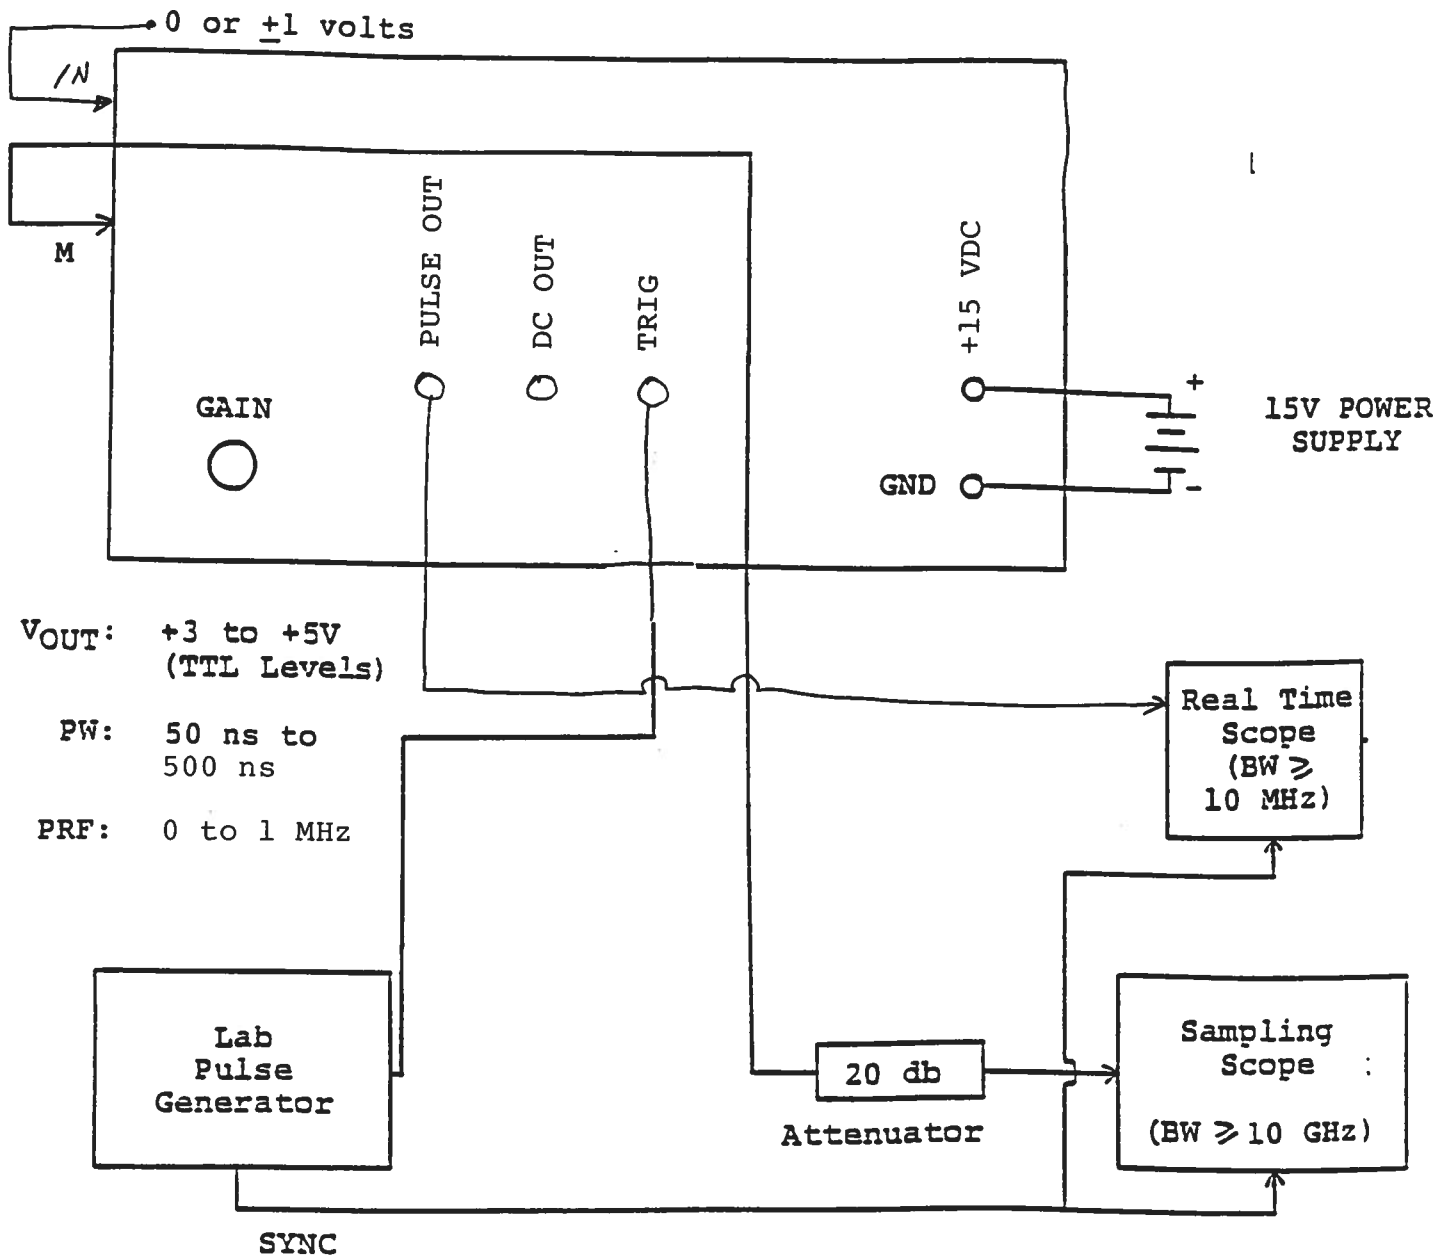 0 or ±1 volts
IN
M
PULSE OUT
DC OUT
TRIG
+15 VDC
GAIN
GND
+
-
15V POWER
SUPPLY
VOUT: +3 to +5V
(TTL Levels)
PW: 50 ns to
500 ns
PRF: 0 to 1 MHz
Real Time
Scope
(BW ⩾
10 MHz)
Lab
Pulse
Generator
20 db
Attenuator
Sampling
Scope
(BW ⩾ 10 GHz)
SYNC